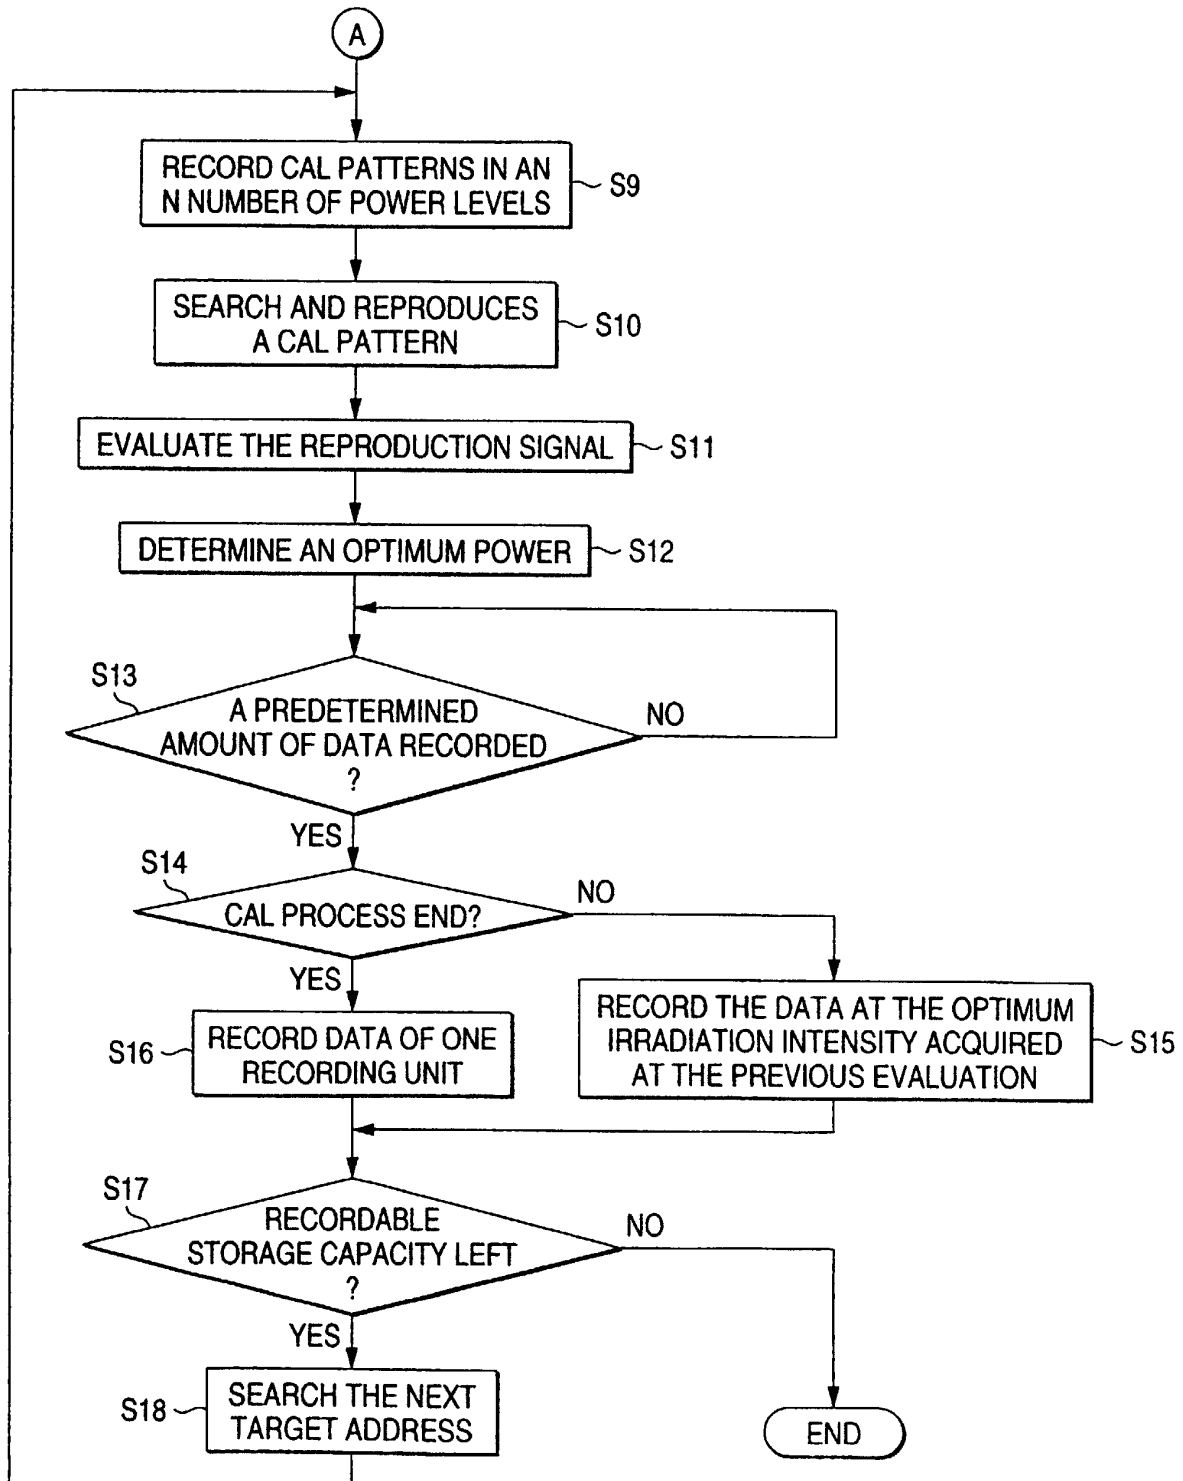 A
RECORD CAL PATTERNS IN AN
N NUMBER OF POWER LEVELS
S9
SEARCH AND REPRODUCES
A CAL PATTERN
S10
EVALUATE THE REPRODUCTION SIGNAL
S11
DETERMINE AN OPTIMUM POWER
S12
S13
A PREDETERMINED
AMOUNT OF DATA RECORDED
?
NO
YES
S14
CAL PROCESS END?
NO
YES
S16
RECORD DATA OF ONE
RECORDING UNIT
RECORD THE DATA AT THE OPTIMUM
IRRADIATION INTENSITY ACQUIRED
AT THE PREVIOUS EVALUATION
S15
S17
RECORDABLE
STORAGE CAPACITY LEFT
?
NO
YES
S18
SEARCH THE NEXT
TARGET ADDRESS
END